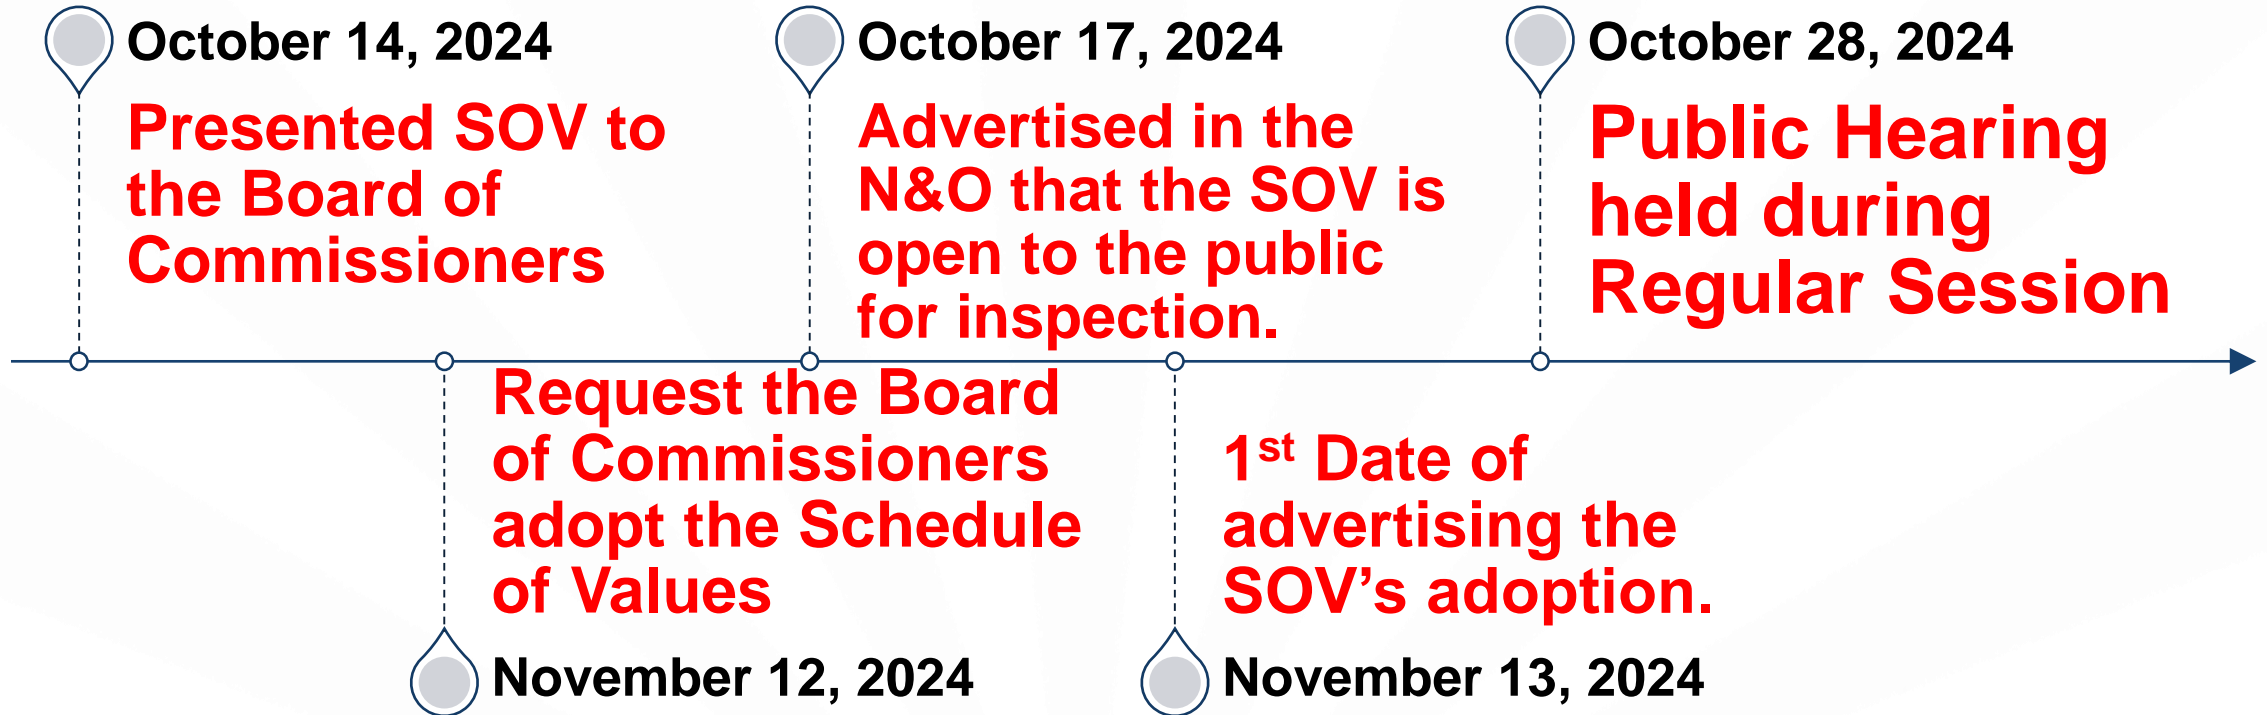 October 14, 2024
Presented SOV to
the Board of
Commissioners
October 17, 2024
Advertised in the
N&O that the SOV is
open to the public
for inspection.
October 28, 2024
Public Hearing
held during
Regular Session
Request the Board
of Commissioners
adopt the Schedule
of Values
November 12, 2024
1st Date of
advertising the
SOV’s adoption.
November 13, 2024